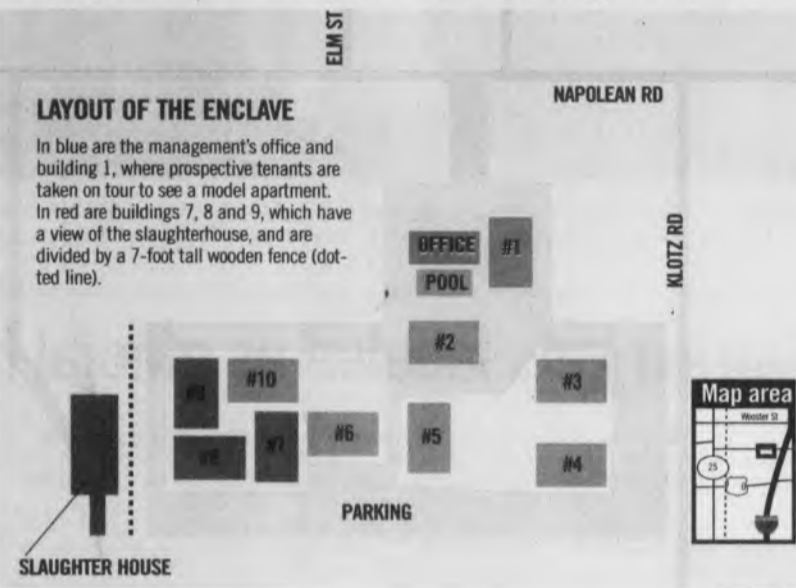 ELM ST
NAPOLEAN RD
LAYOUT OF THE ENCLAVE
In blue are the management's office and
building 1, where prospective tenants are
taken on tour to see a model apartment.
In red are buildings 7, 8 and 9, which have
a view of the slaughterhouse, and are
divided by a 7-foot tall wooden fence (dot-
ted line).
KLOTZ RD
OFFICE
#1
POOL
#2
#9
#10
#3
#8
#7
#6
#5
#4
PARKING
SLAUGHTER HOUSE
Map area
Wooster St
25